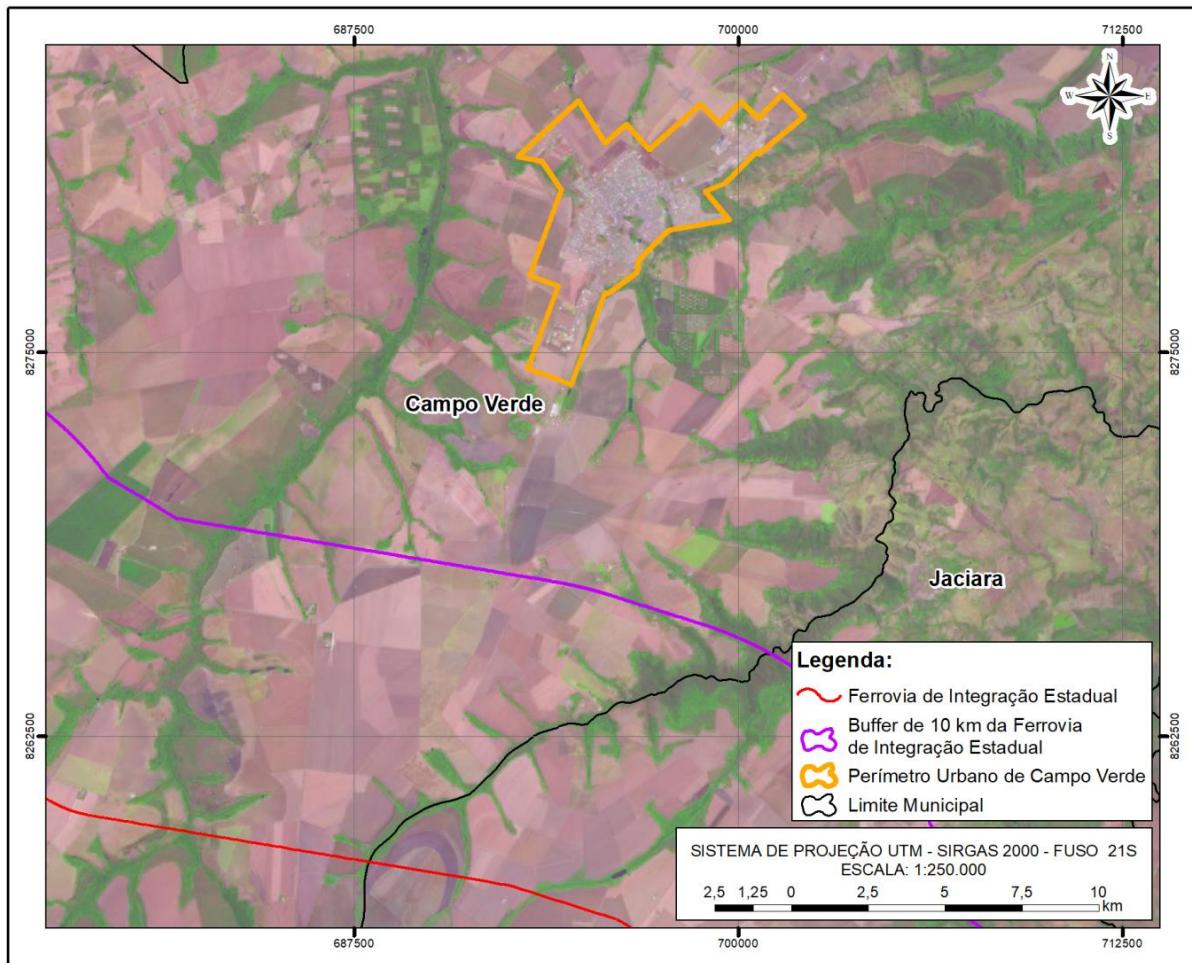 687500 700000 712500
N
W E
S
8275000 8275000
Campo Verde
Jaciara
Legenda:
Ferrovia de Integração Estadual
Buffer de 10 km da Ferrovia
de Integração Estadual
Perímetro Urbano de Campo Verde
Limite Municipal
8262500 8262500
SISTEMA DE PROJEÇÃO UTM - SIRGAS 2000 - FUSO 21S
ESCALA: 1:250.000
2,5 1,25 0 2,5 5 7,5 10
km
687500 700000 712500